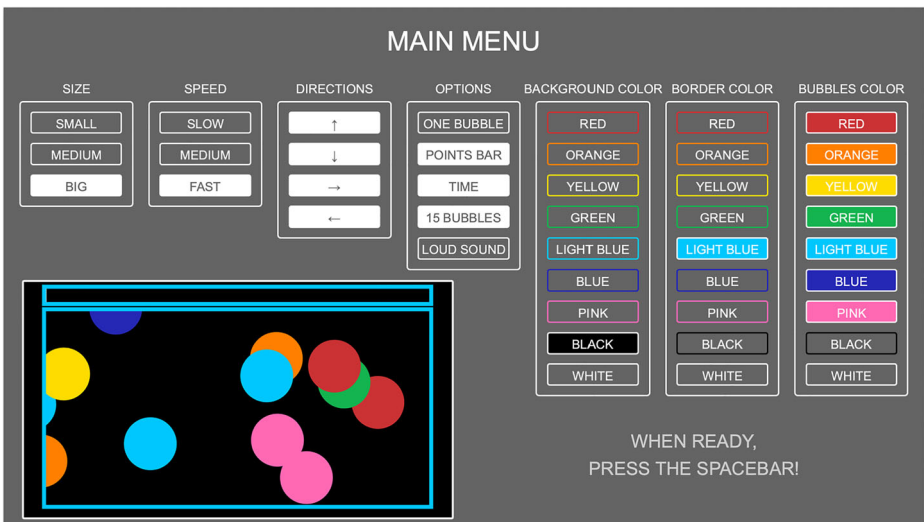 MAIN MENU
SIZE
SMALL
MEDIUM
BIG
SPEED
SLOW
MEDIUM
FAST
DIRECTIONS
↑
↓
→
←
OPTIONS
ONE BUBBLE
POINTS BAR
TIME
15 BUBBLES
LOUD SOUND
BACKGROUND COLOR
RED
ORANGE
YELLOW
GREEN
LIGHT BLUE
BLUE
PINK
BLACK
WHITE
BORDER COLOR
RED
ORANGE
YELLOW
GREEN
LIGHT BLUE
BLUE
PINK
BLACK
WHITE
BUBBLES COLOR
RED
ORANGE
YELLOW
GREEN
LIGHT BLUE
BLUE
PINK
BLACK
WHITE
WHEN READY,
PRESS THE SPACEBAR!